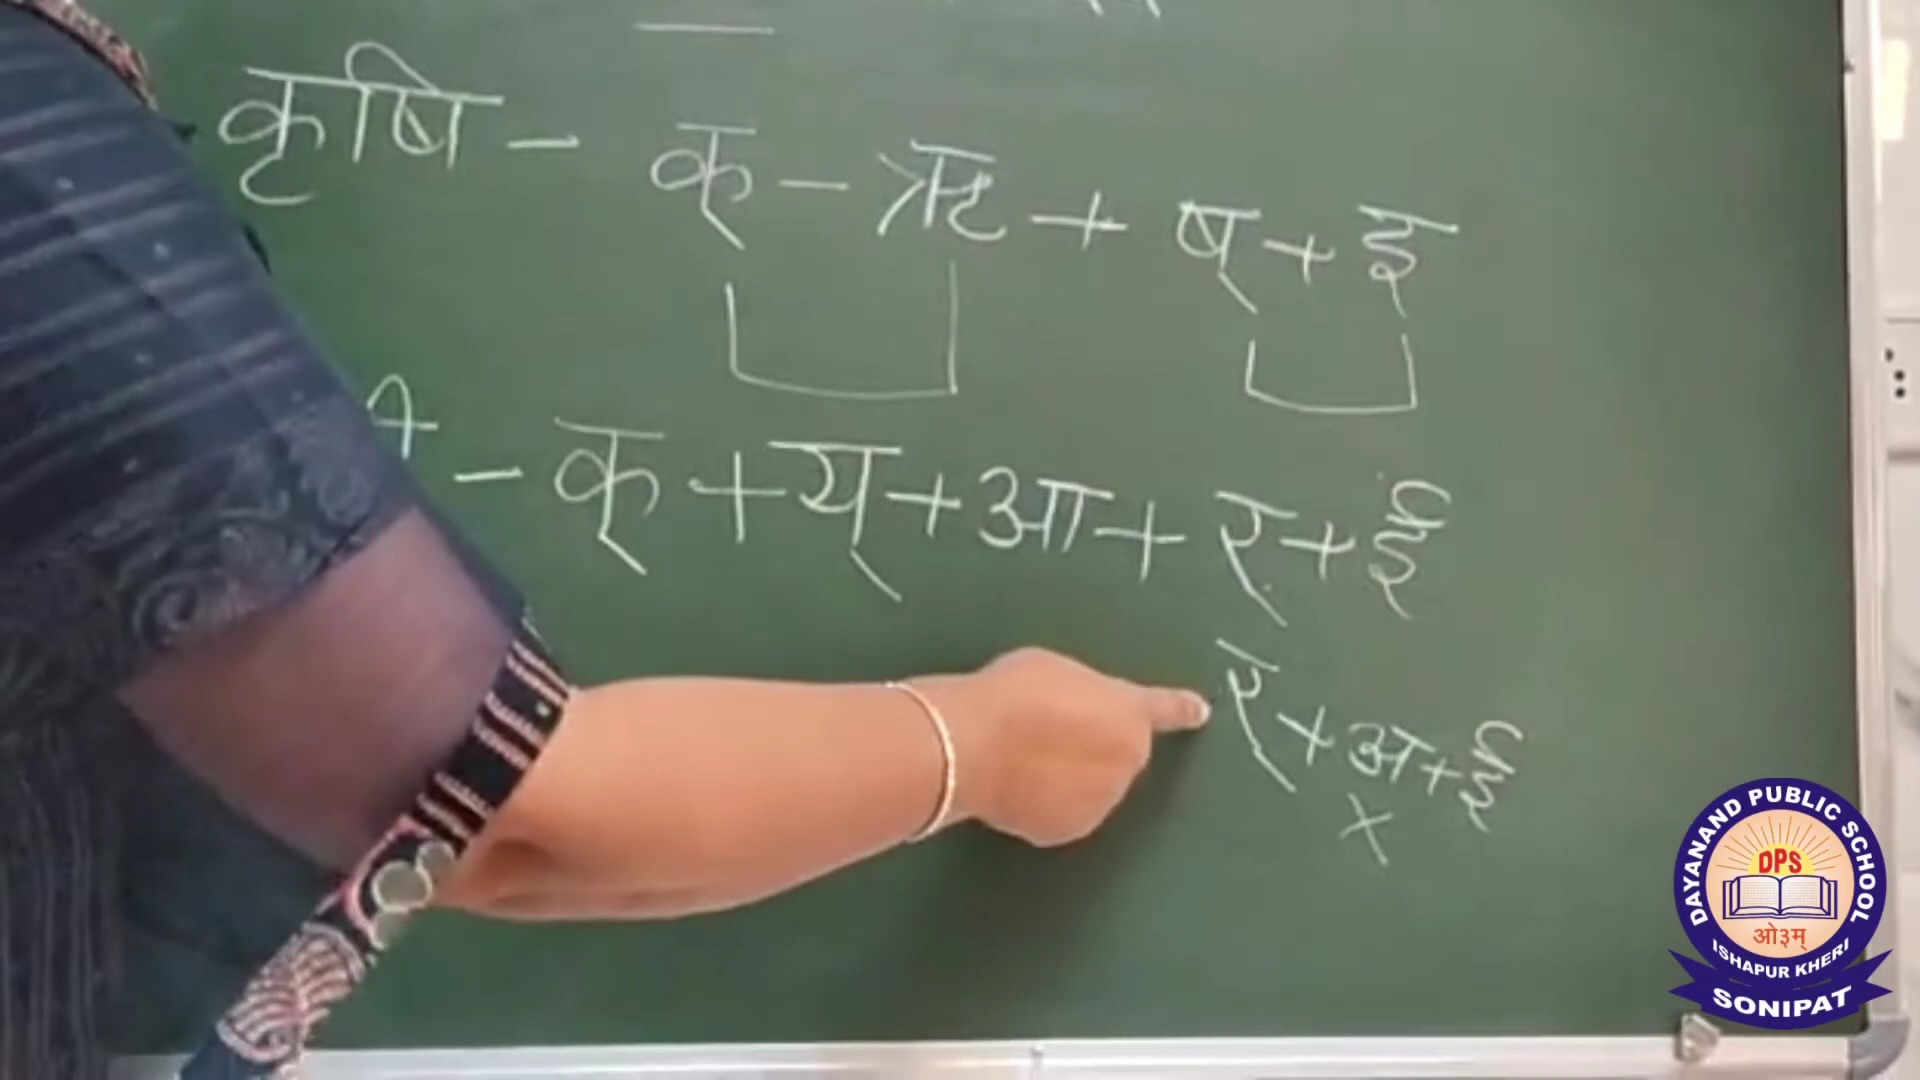 कृषि - क् - ऋ + ष् + इ
- क् + य् + आ + र् + ई
र् + अ + ई
×
DAYANAND PUBLIC SCHOOL
DPS
ओ३म्
ISHAPUR KHERI
SONIPAT